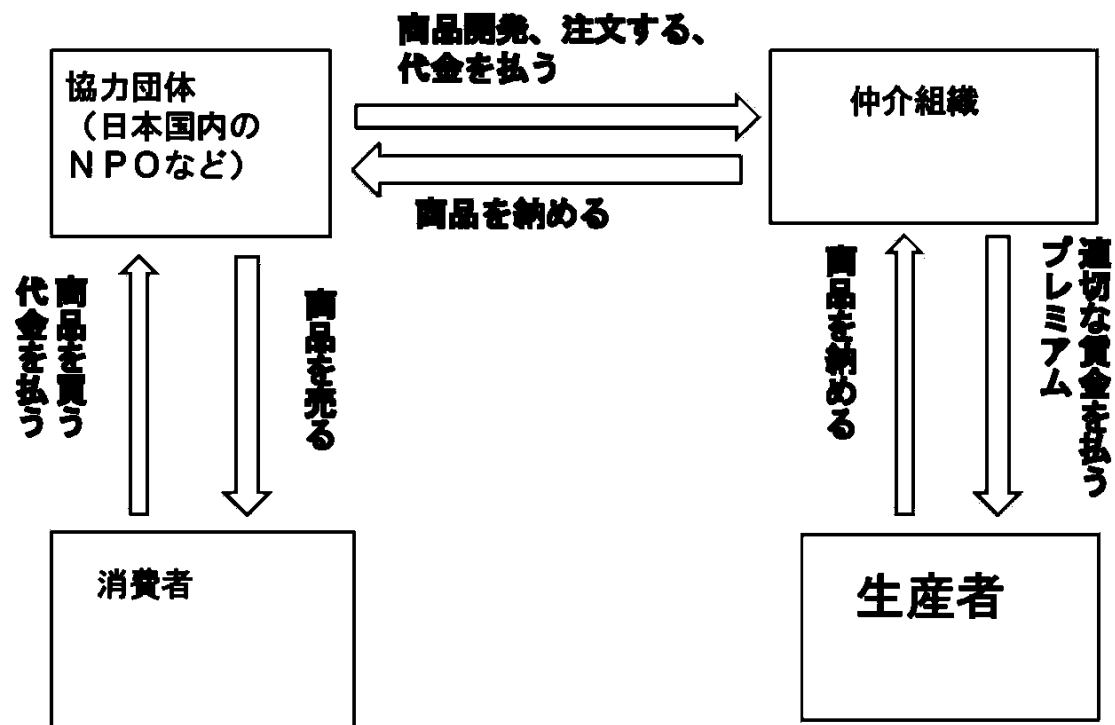 商品開発、注文する、
代金を払う
協力団体
（日本国内の
ＮＰＯなど）
仲介組織
商品を納める
商品を買う
代金を払う
商品を売る
商品を納める
適切な賃金を払う
プレミアム
消費者
生産者